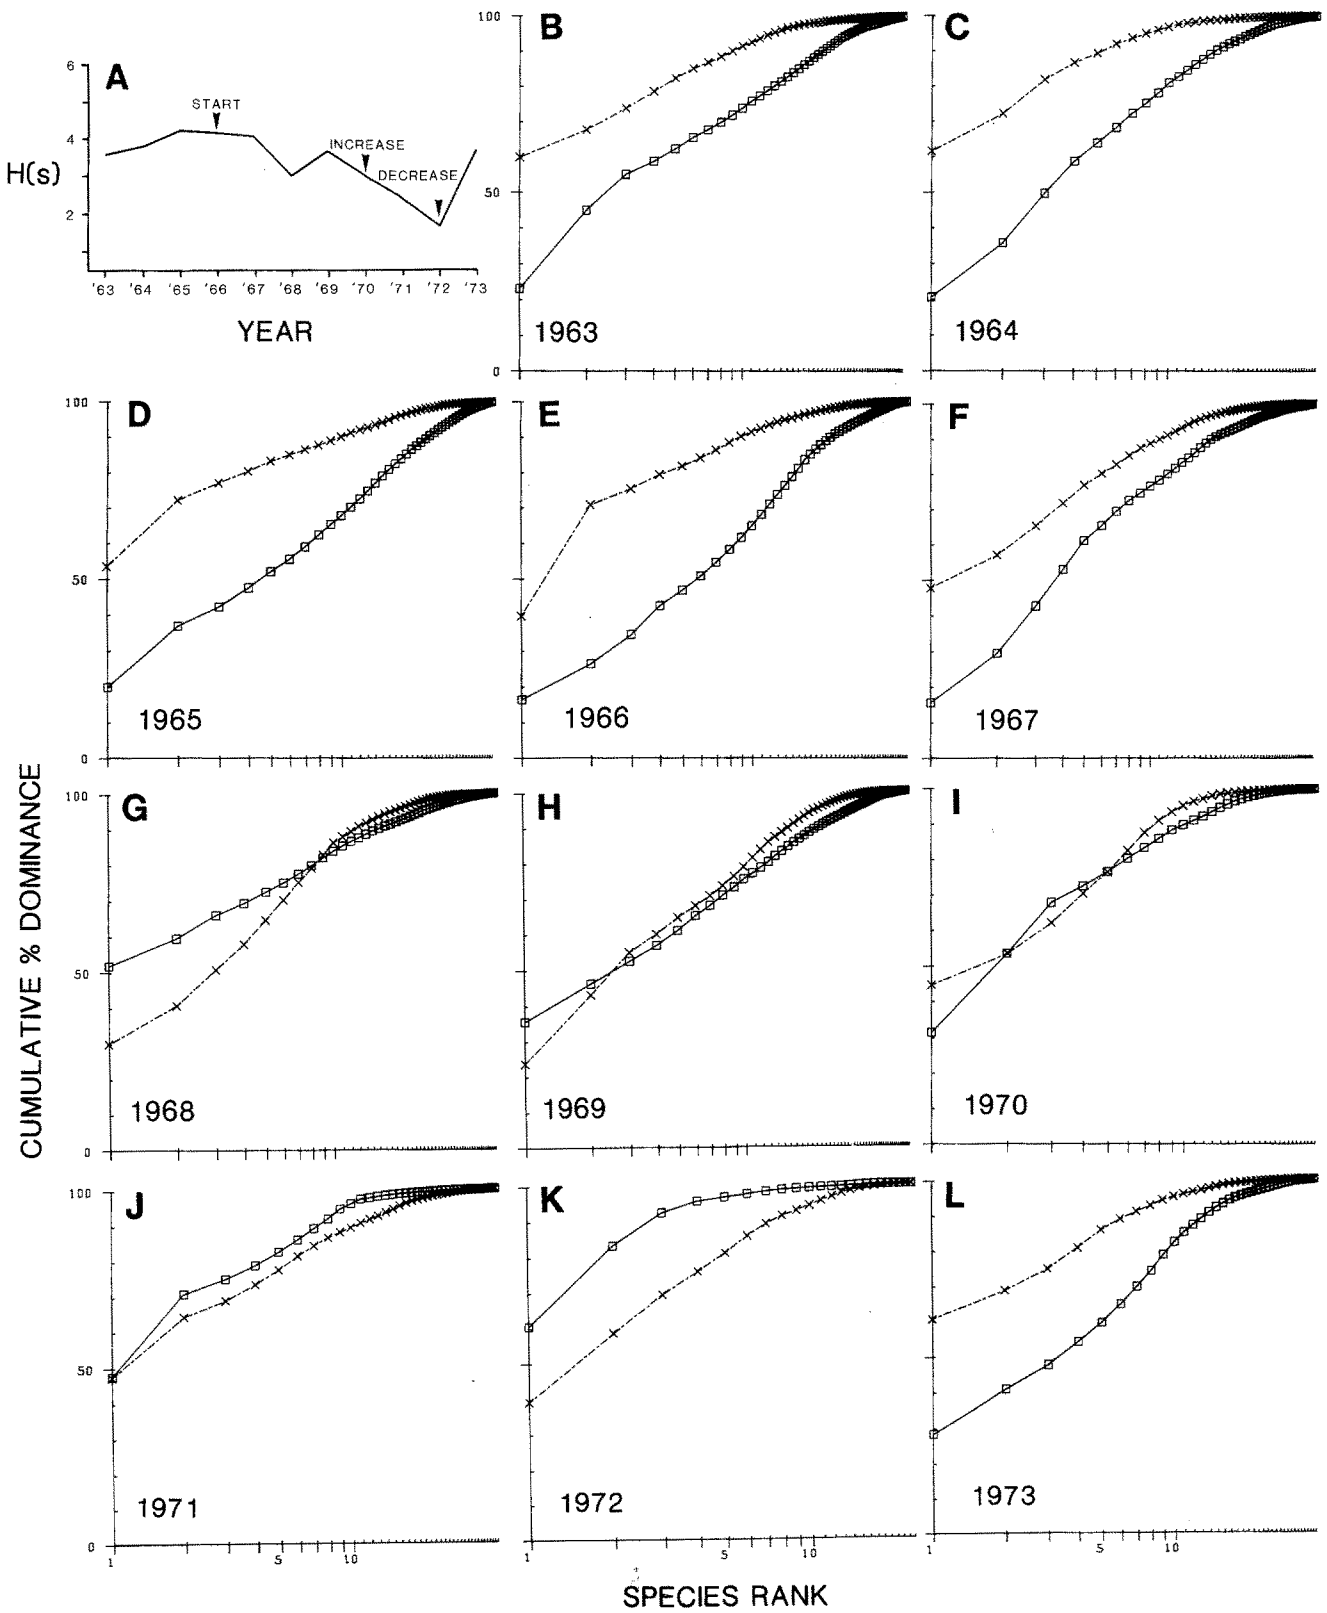 A
6
4
2
H(s)
START
INCREASE
DECREASE
'63 '64 '65 '66 '67 '68 '69 '70 '71 '72 '73
YEAR
B
100
50
0
1963
C
1964
D
100
50
0
1965
E
1966
F
1967
CUMULATIVE % DOMINANCE
G
100
50
0
1968
H
1969
I
1970
J
100
50
0
1971
1 5 10
K
1972
1 5 10
L
1973
1 5 10
SPECIES RANK